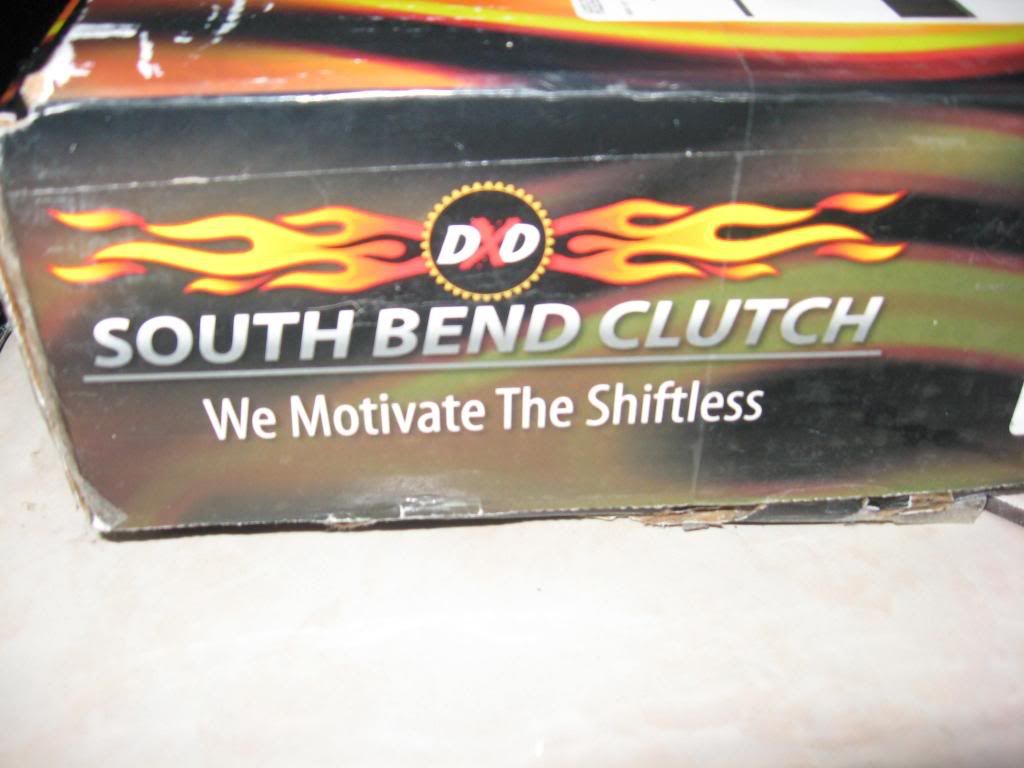 DXD
SOUTH BEND CLUTCH
We Motivate The Shiftless